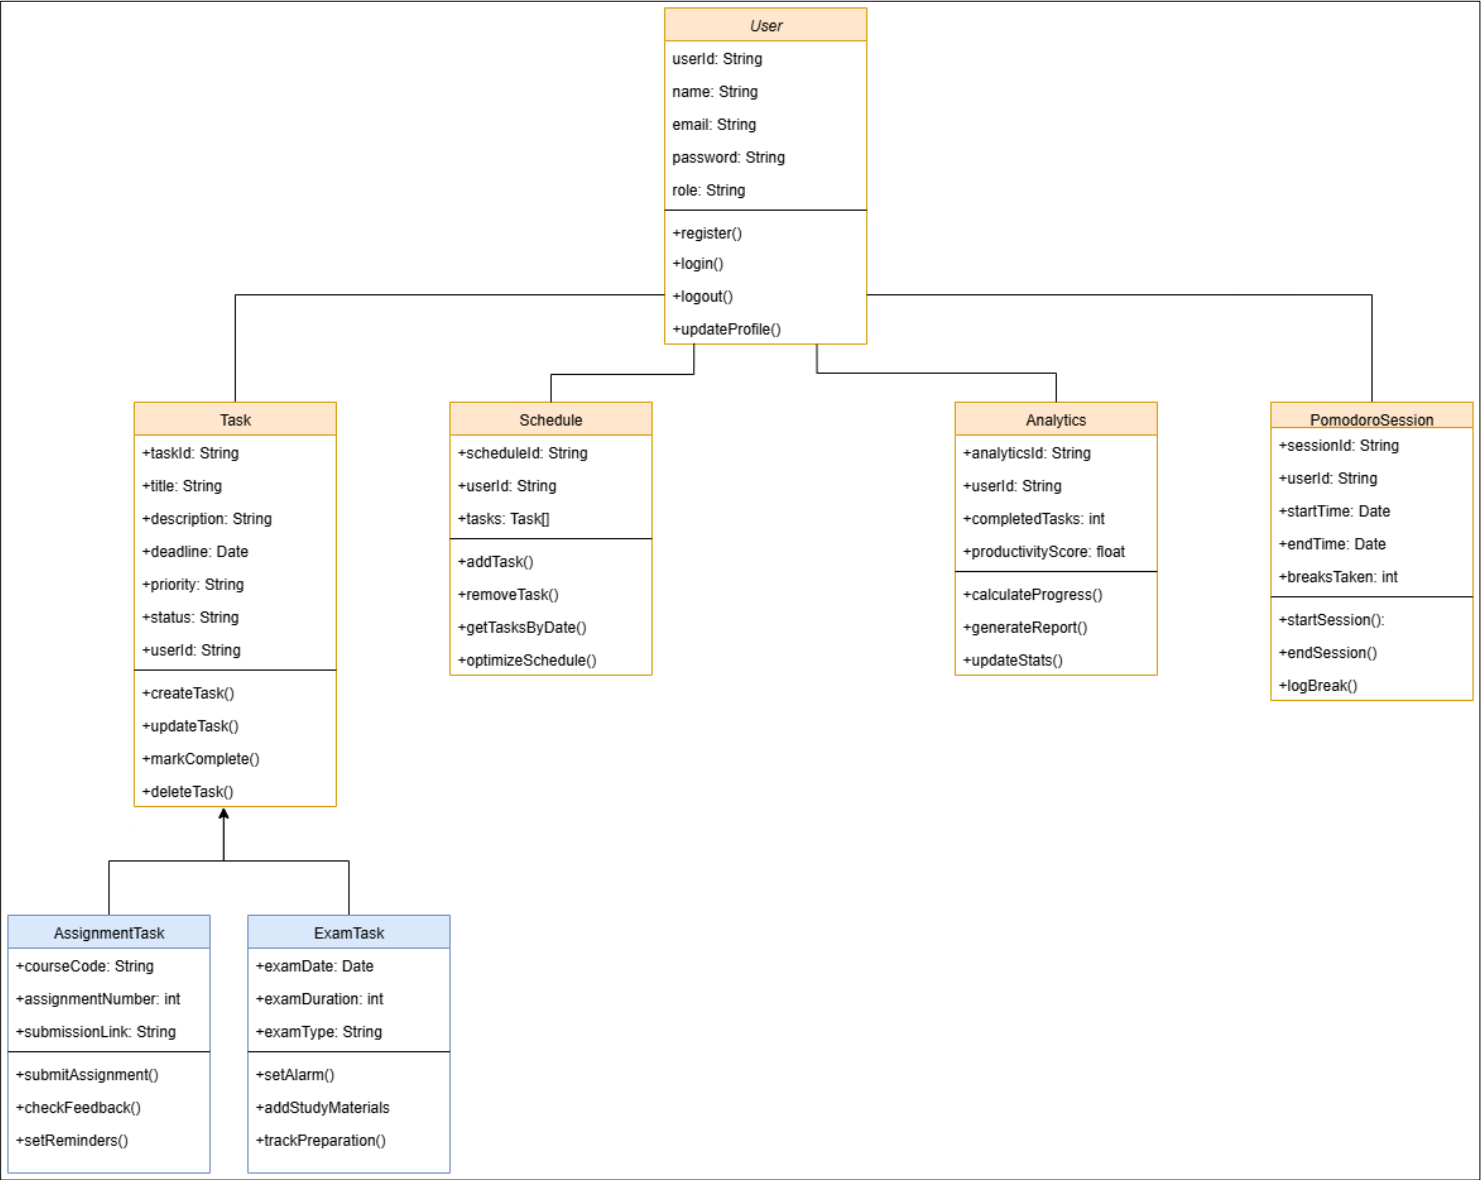 User
userId: String
name: String
email: String
password: String
role: String
+register()
+login()
+logout()
+updateProfile()
Task
+taskId: String
+title: String
+description: String
+deadline: Date
+priority: String
+status: String
+userId: String
+createTask()
+updateTask()
+markComplete()
+deleteTask()
Schedule
+scheduleId: String
+userId: String
+tasks: Task[]
+addTask()
+removeTask()
+getTasksByDate()
+optimizeSchedule()
Analytics
+analyticsId: String
+userId: String
+completedTasks: int
+productivityScore: float
+calculateProgress()
+generateReport()
+updateStats()
PomodoroSession
+sessionId: String
+userId: String
+startTime: Date
+endTime: Date
+breaksTaken: int
+startSession():
+endSession()
+logBreak()
AssignmentTask
+courseCode: String
+assignmentNumber: int
+submissionLink: String
+submitAssignment()
+checkFeedback()
+setReminders()
ExamTask
+examDate: Date
+examDuration: int
+examType: String
+setAlarm()
+addStudyMaterials
+trackPreparation()